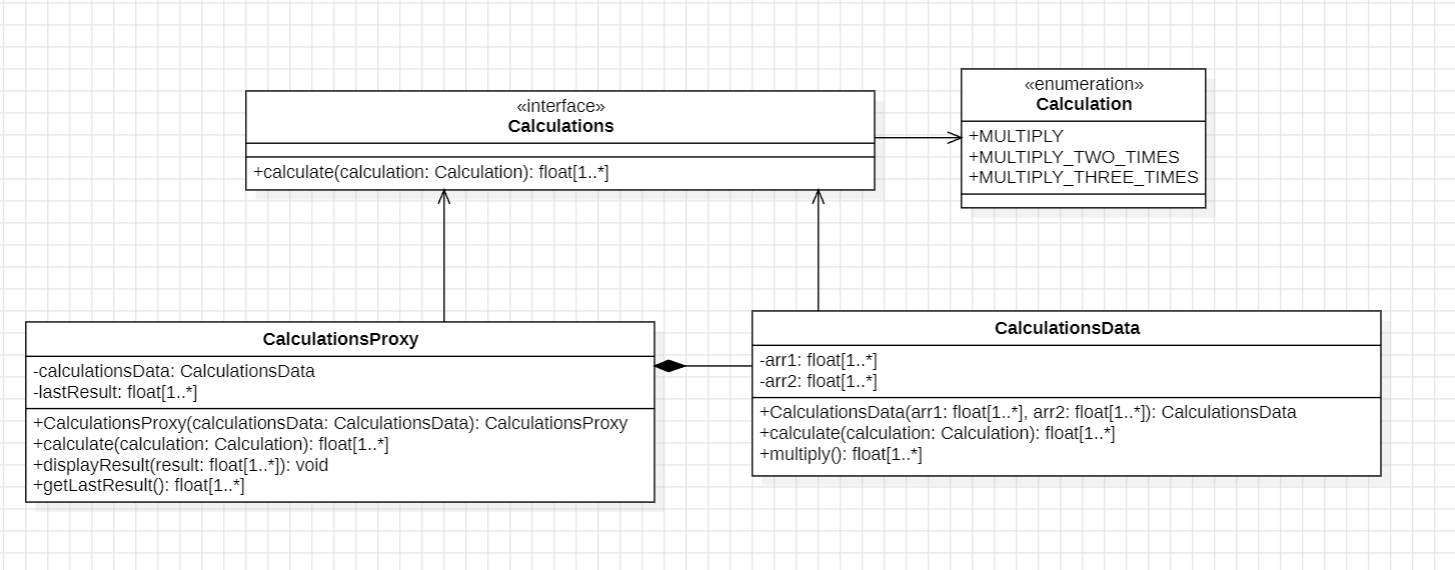 «interface»
Calculations
+calculate(calculation: Calculation): float[1..*]
«enumeration»
Calculation
+MULTIPLY
+MULTIPLY_TWO_TIMES
+MULTIPLY_THREE_TIMES
CalculationsProxy
-calculationsData: CalculationsData
-lastResult: float[1..*]
+CalculationsProxy(calculationsData: CalculationsData): CalculationsProxy
+calculate(calculation: Calculation): float[1..*]
+displayResult(result: float[1..*]): void
+getLastResult(): float[1..*]
CalculationsData
-arr1: float[1..*]
-arr2: float[1..*]
+CalculationsData(arr1: float[1..*], arr2: float[1..*]): CalculationsData
+calculate(calculation: Calculation): float[1..*]
+multiply(): float[1..*]